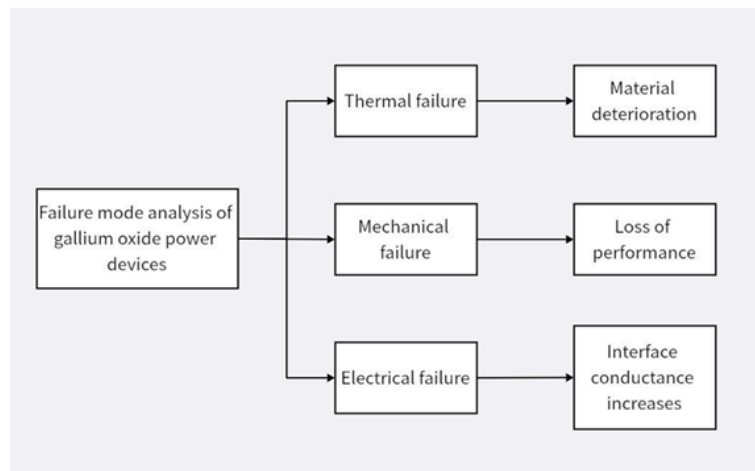 Failure mode analysis of
gallium oxide power
devices
Thermal failure
Material
deterioration
Mechanical
failure
Loss of
performance
Electrical failure
Interface
conductance
increases